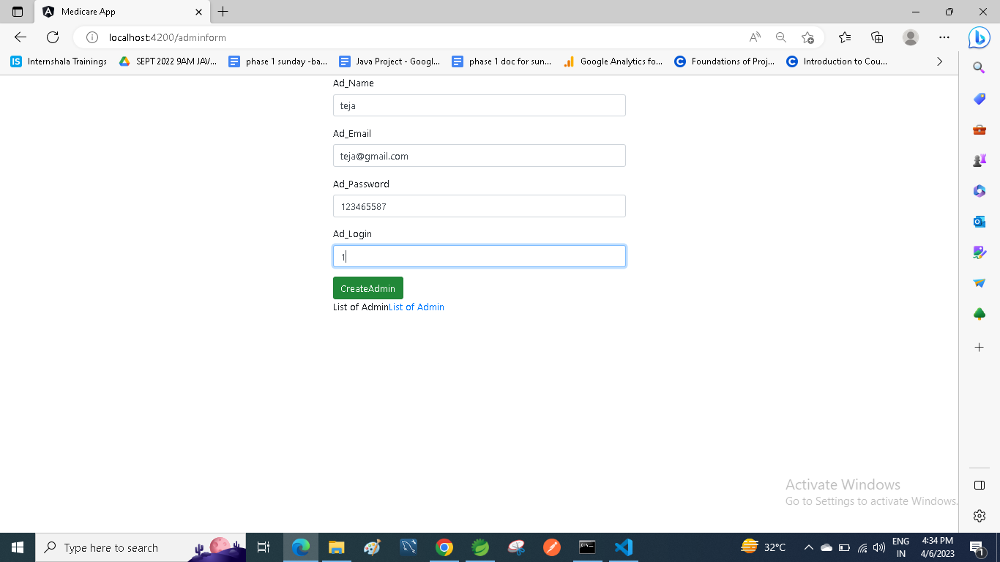 Medicare App
localhost:4200/adminform
Internshala Trainings
SEPT 2022 9AM JAV...
phase 1 sunday -ba...
Java Project - Googl...
phase 1 doc for sun...
Google Analytics fo...
Foundations of Proj...
Introduction to Cou...
Ad_Name
teja
Ad_Email
teja@gmail.com
Ad_Password
123465587
Ad_Login
1
CreateAdmin
List of AdminList of Admin
Activate Windows
Go to Settings to activate Windows.
Type here to search
32°C
ENG
IN
4:34 PM
4/6/2023
1